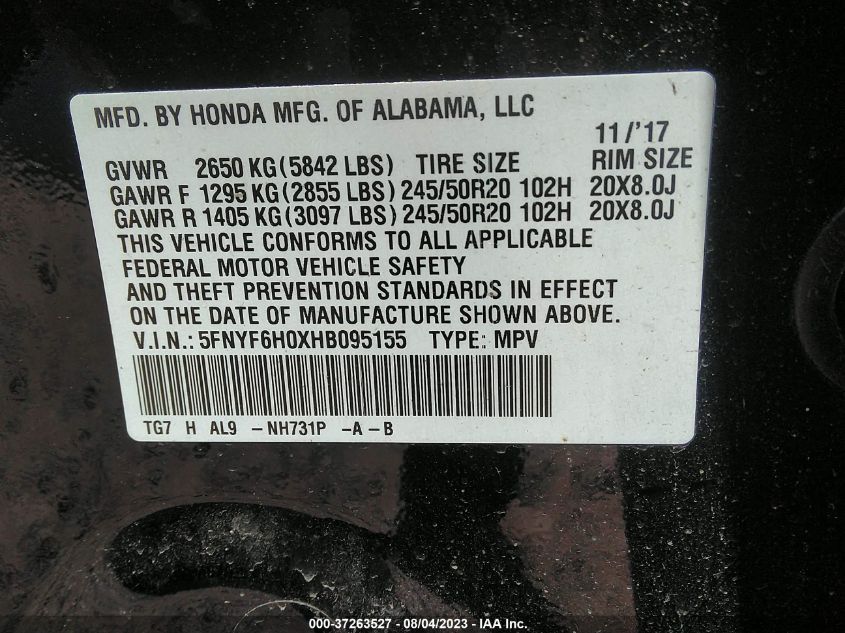 MFD. BY HONDA MFG. OF ALABAMA, LLC
11/'17
GVWR 2650 KG(5842 LBS) TIRE SIZE RIM SIZE
GAWR F 1295 KG(2855 LBS) 245/50R20 102H 20X8.0J
GAWR R 1405 KG(3097 LBS) 245/50R20 102H 20X8.0J
THIS VEHICLE CONFORMS TO ALL APPLICABLE
FEDERAL MOTOR VEHICLE SAFETY
AND THEFT PREVENTION STANDARDS IN EFFECT
ON THE DATE OF MANUFACTURE SHOWN ABOVE.
V.I.N.: 5FNYF6H0XHB095155 TYPE: MPV
TG7 H AL9 -NH731P -A-B
000-37263527 - 08/04/2023 - IAA Inc.